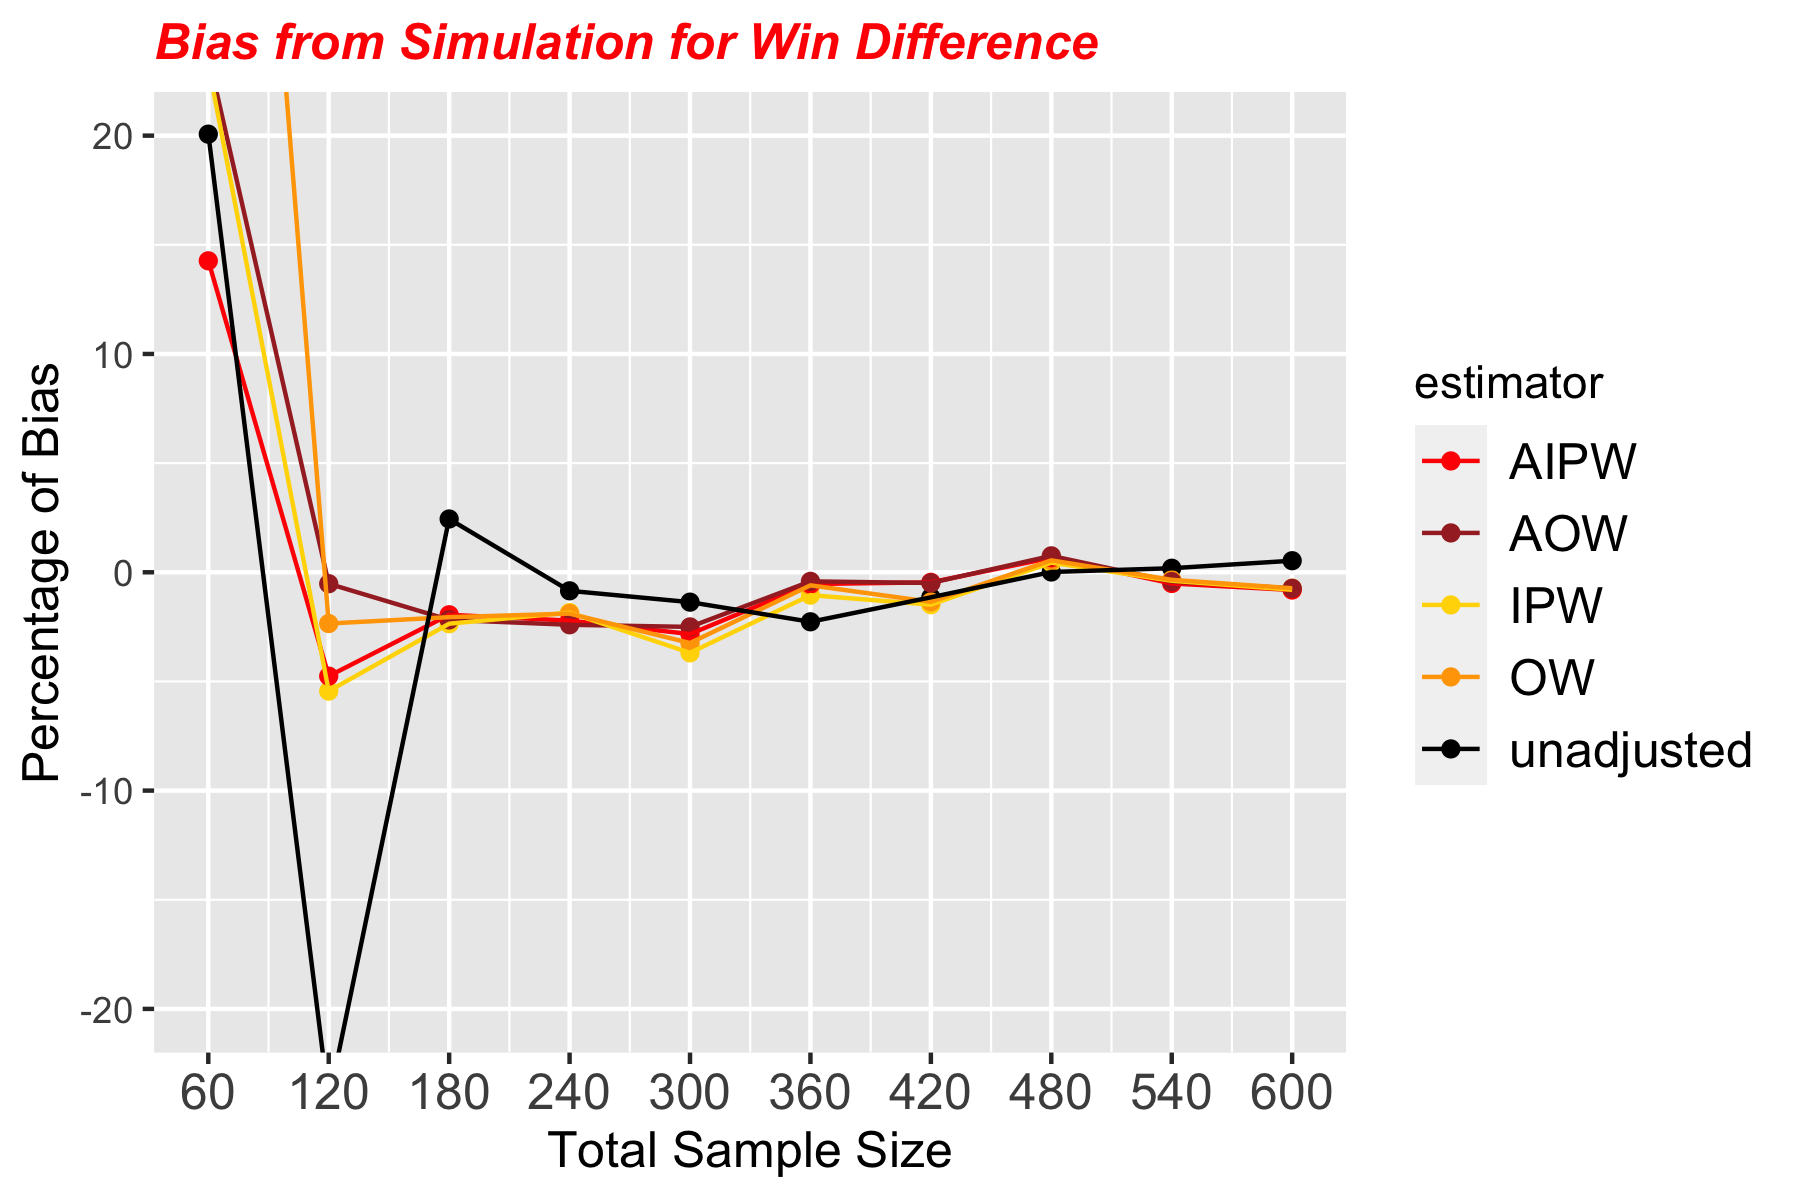 Bias from Simulation for Win Difference
Percentage of Bias
20
10
0
-10
-20
60 120 180 240 300 360 420 480 540 600
Total Sample Size
estimator
AIPW
AOW
IPW
OW
unadjusted